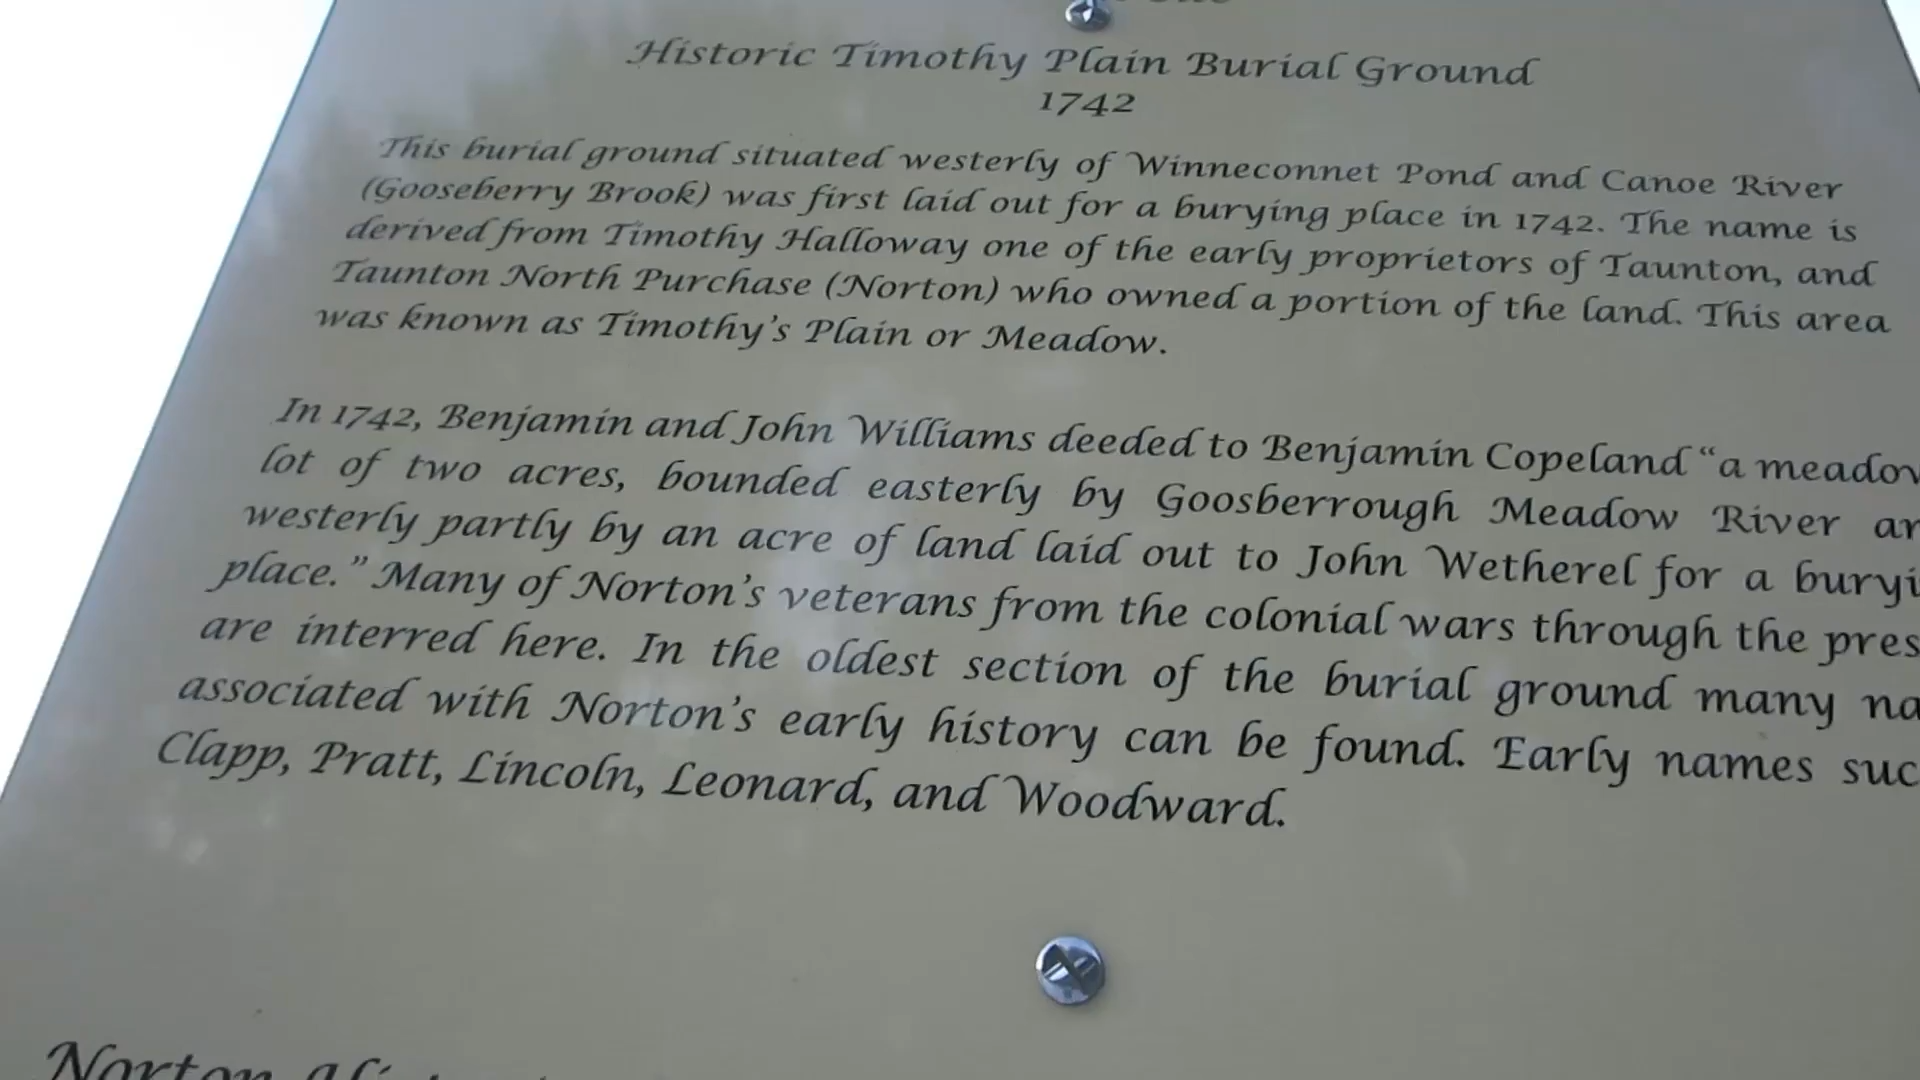 Historic Timothy Plain Burial Ground
1742
This burial ground situated westerly of Winneconnet Pond and Canoe River
(Gooseberry Brook) was first laid out for a burying place in 1742. The name is
derived from Timothy Halloway one of the early proprietors of Taunton, and
Taunton North Purchase (Norton) who owned a portion of the land. This area
was known as Timothy's Plain or Meadow.
In 1742, Benjamin and John Williams deeded to Benjamin Copeland “a meadow
lot of two acres, bounded easterly by Goosberrough Meadow River
westerly partly by an acre of land laid out to John Wetherel for a
place.” Many of Norton's veterans from the colonial wars through the
are interred here. In the oldest section of the burial ground many
associated with Norton's early history can be found. Early names
Clapp, Pratt, Lincoln, Leonard, and Woodward.
Norton